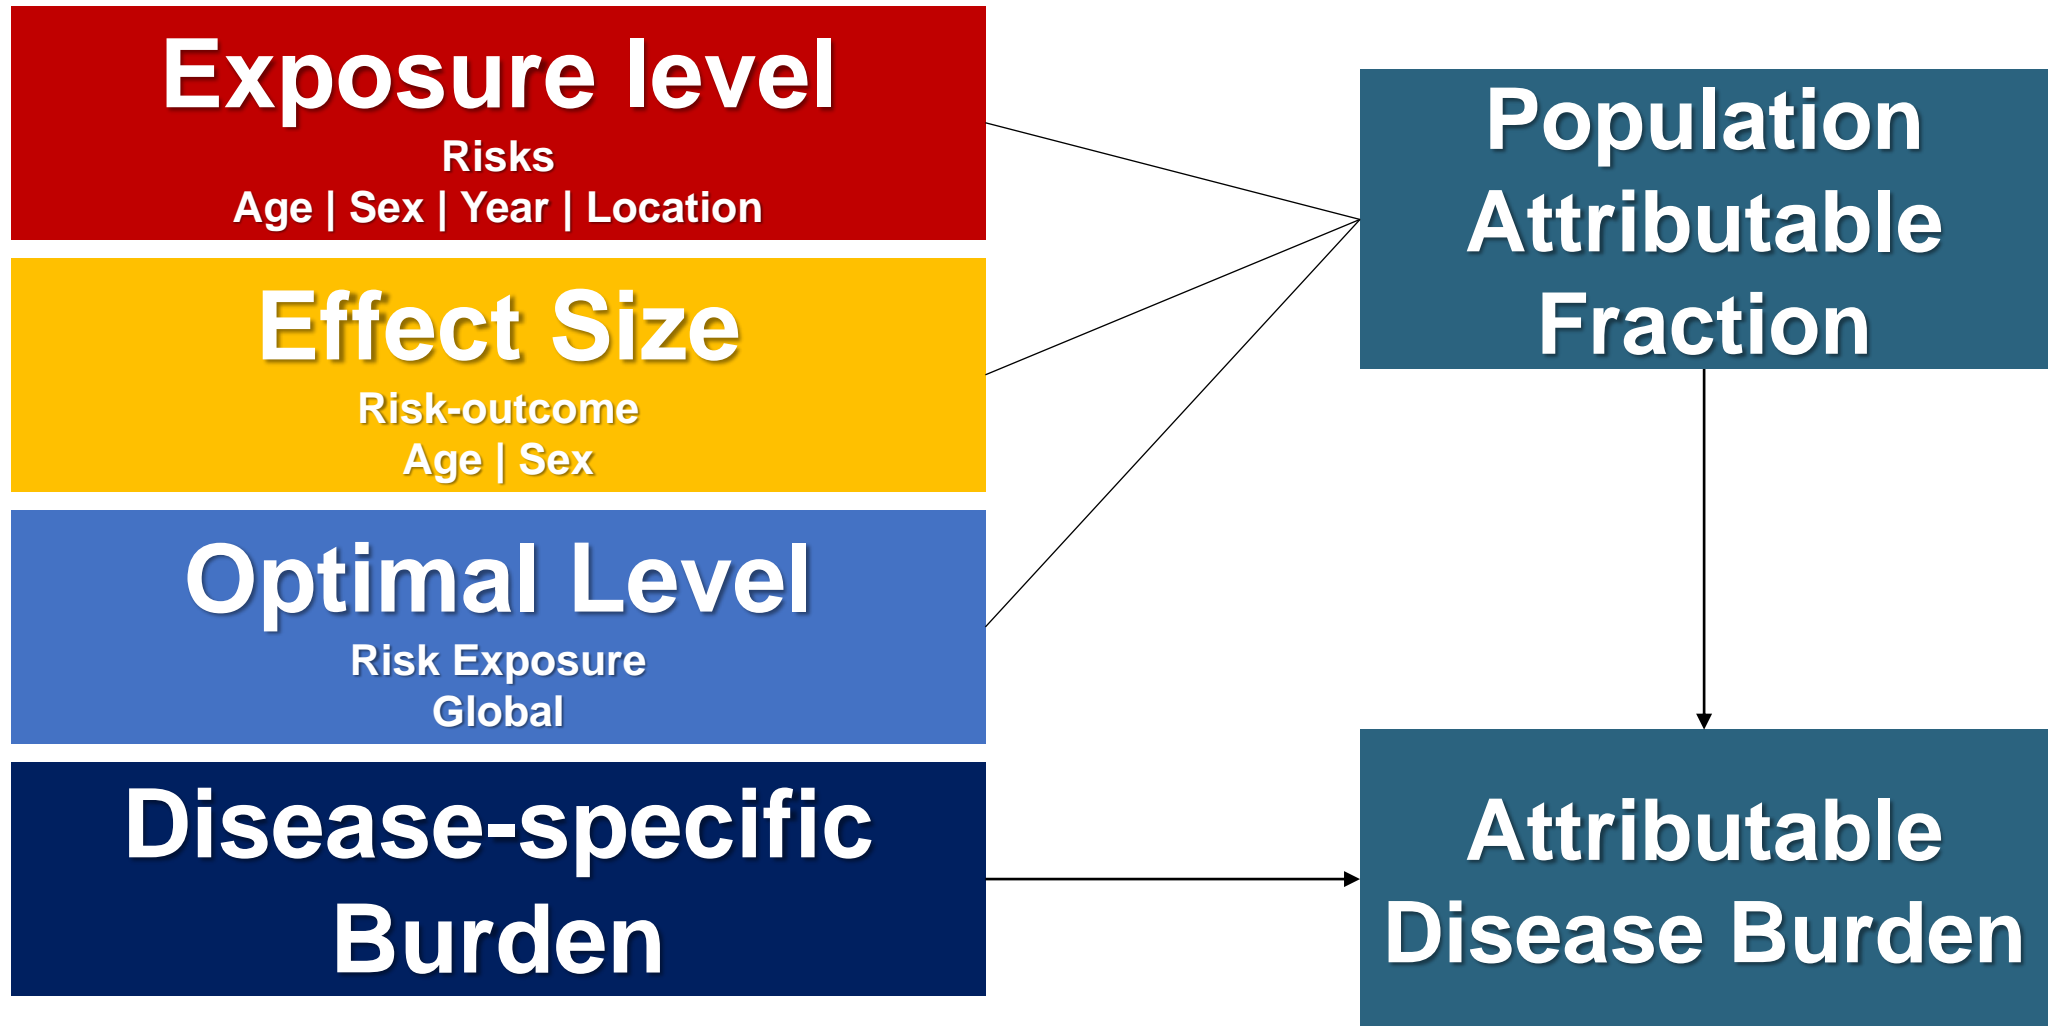 Exposure level
Risks
Age | Sex | Year | Location
Effect Size
Risk-outcome
Age | Sex
Optimal Level
Risk Exposure
Global
Disease-specific
Burden
Population
Attributable
Fraction
Attributable
Disease Burden